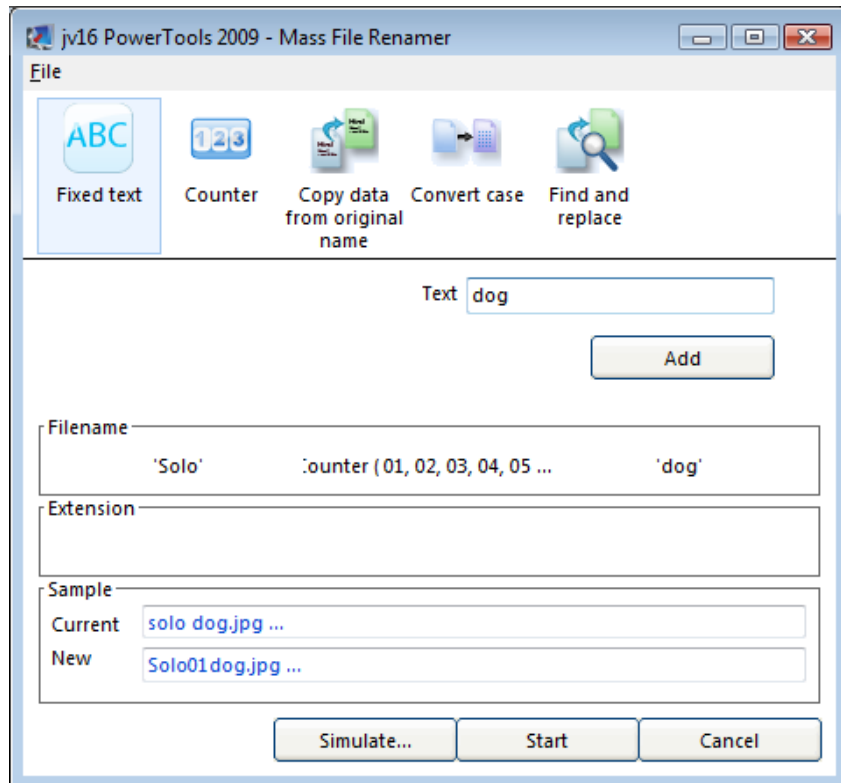 jv16 PowerTools 2009 - Mass File Renamer
File
ABC
123
Fixed text
Counter
Copy data
from original
name
Convert case
Find and
replace
Text dog
Add
Filename
'Solo' :ounter ( 01, 02, 03, 04, 05 ... 'dog'
Extension
Sample
Current solo dog.jpg ...
New Solo01dog.jpg ...
Simulate... Start Cancel